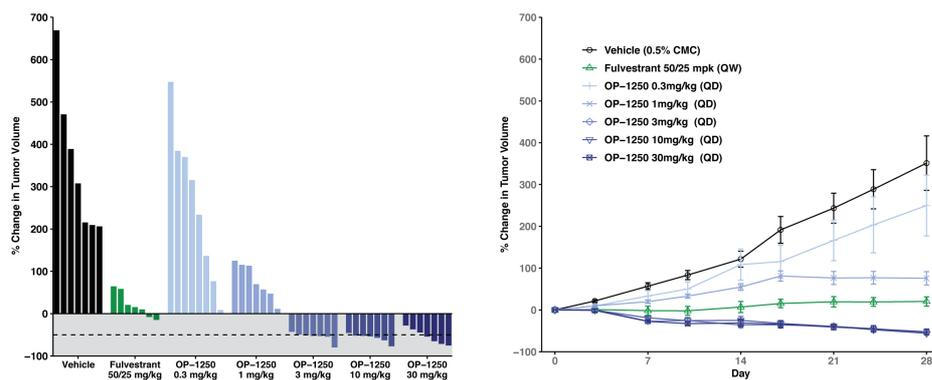 700
600
500
400
300
200
100
0
−100
% Change in Tumor Volume
Vehicle
Fulvestrant
50/25 mg/kg
OP−1250
0.3 mg/kg
OP−1250
1 mg/kg
OP−1250
3 mg/kg
OP−1250
10 mg/kg
OP−1250
30 mg/kg
700
600
500
400
300
200
100
0
−100
% Change in Tumor Volume
Vehicle (0.5% CMC)
Fulvestrant 50/25 mpk (QW)
OP−1250 0.3mg/kg (QD)
OP−1250 1mg/kg (QD)
OP−1250 3mg/kg (QD)
OP−1250 10mg/kg (QD)
OP−1250 30mg/kg (QD)
0 7 14 21 28
Day